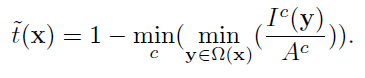 t̃(x) = 1 − min_c( min_{y∈Ω(x)} ( I^c(y) / A^c )).